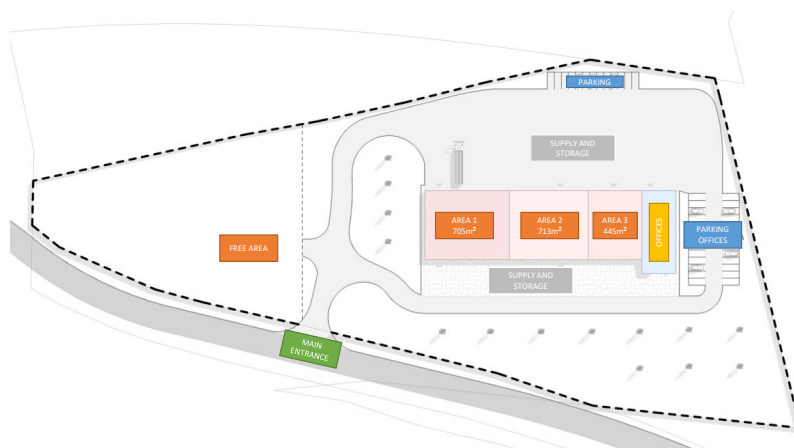 PARKING
SUPPLY AND
STORAGE
AREA 1
705m²
AREA 2
713m²
AREA 3
445m²
OFFICES
PARKING
OFFICES
FREE AREA
SUPPLY AND
STORAGE
MAIN
ENTRANCE